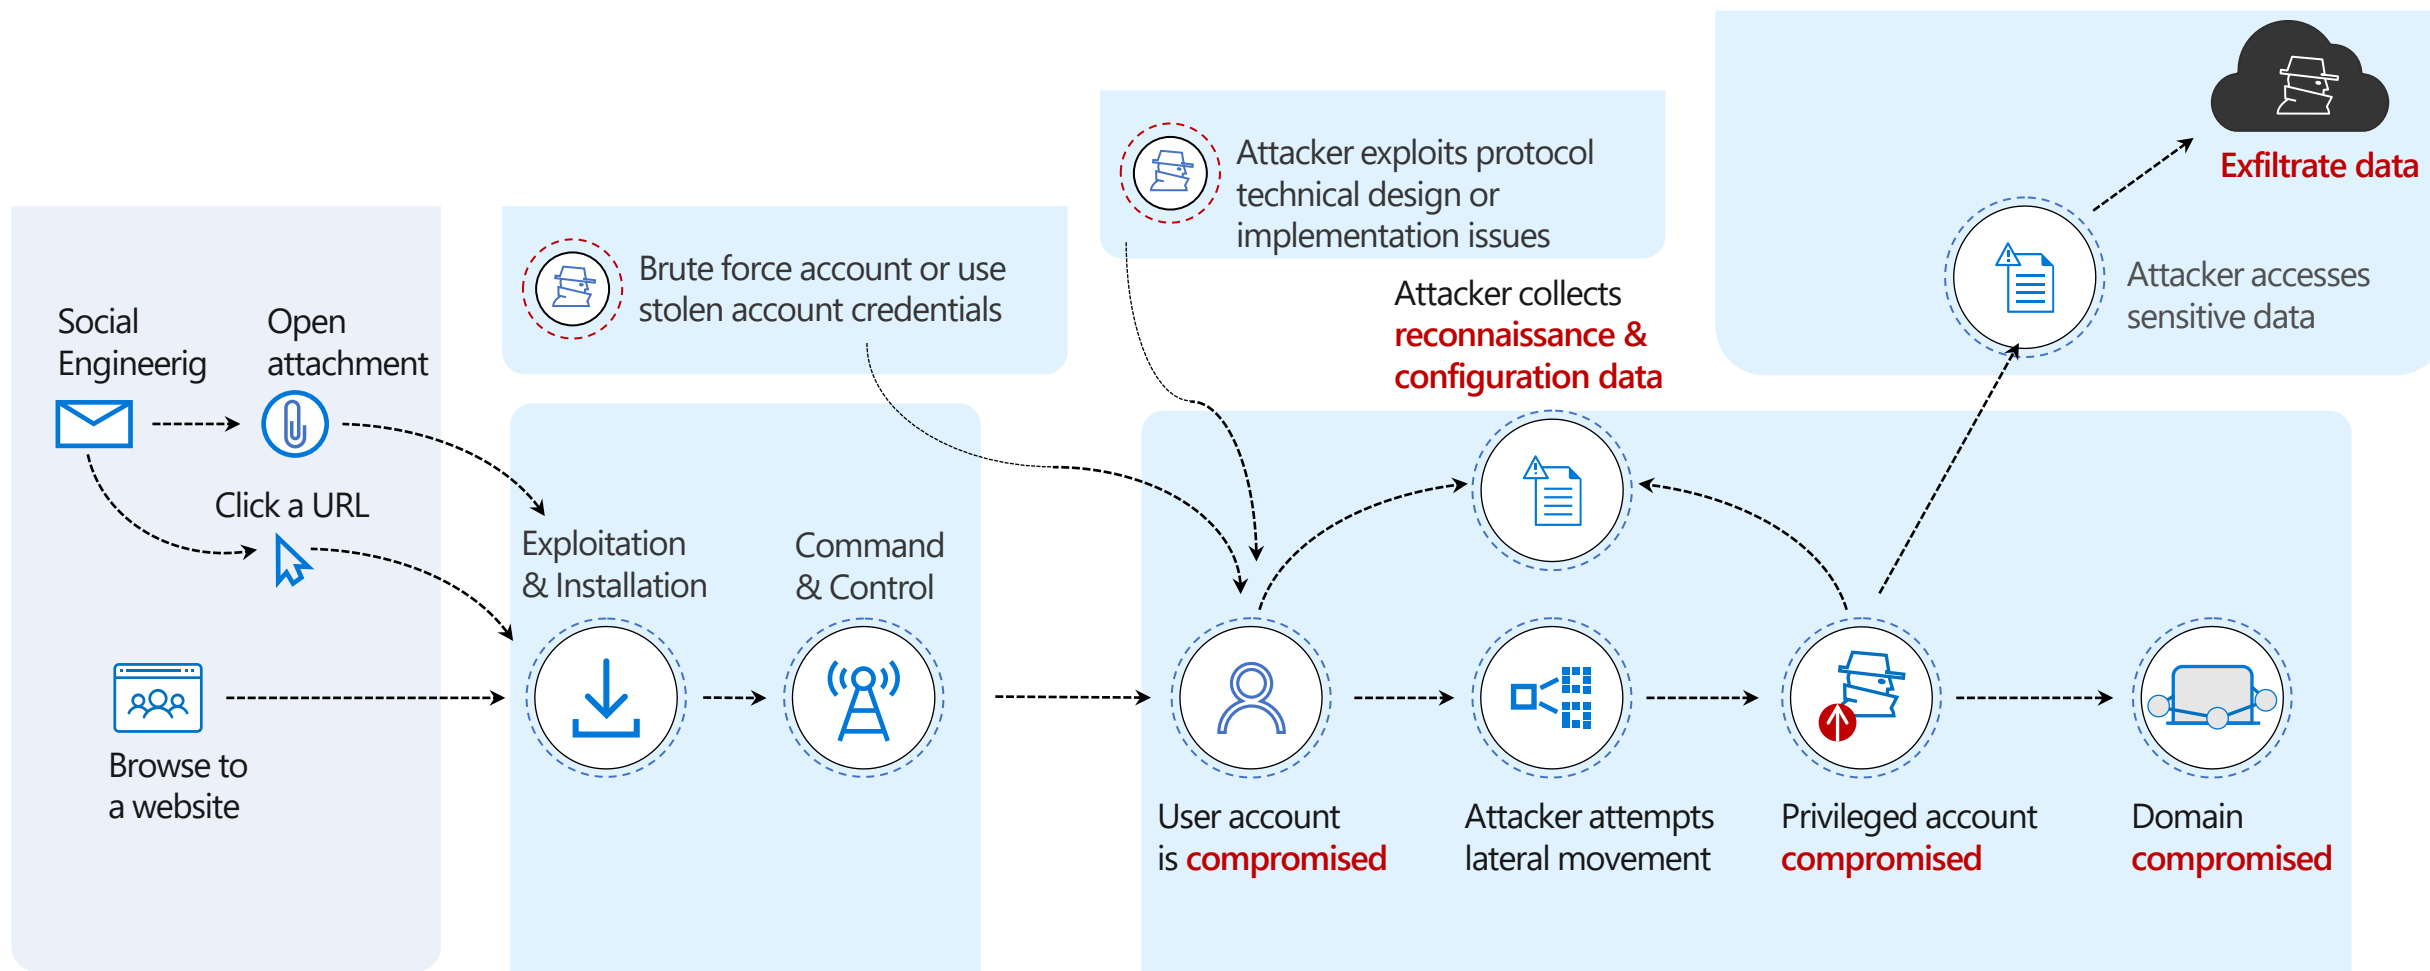 Social
Engineerig
Open
attachment
Click a URL
Browse to
a website
Brute force account or use
stolen account credentials
Exploitation
& Installation
Command
& Control
Attacker exploits protocol
technical design or
implementation issues
Attacker collects
reconnaissance &
configuration data
User account
is compromised
Attacker attempts
lateral movement
Privileged account
compromised
Domain
compromised
Attacker accesses
sensitive data
Exfiltrate data